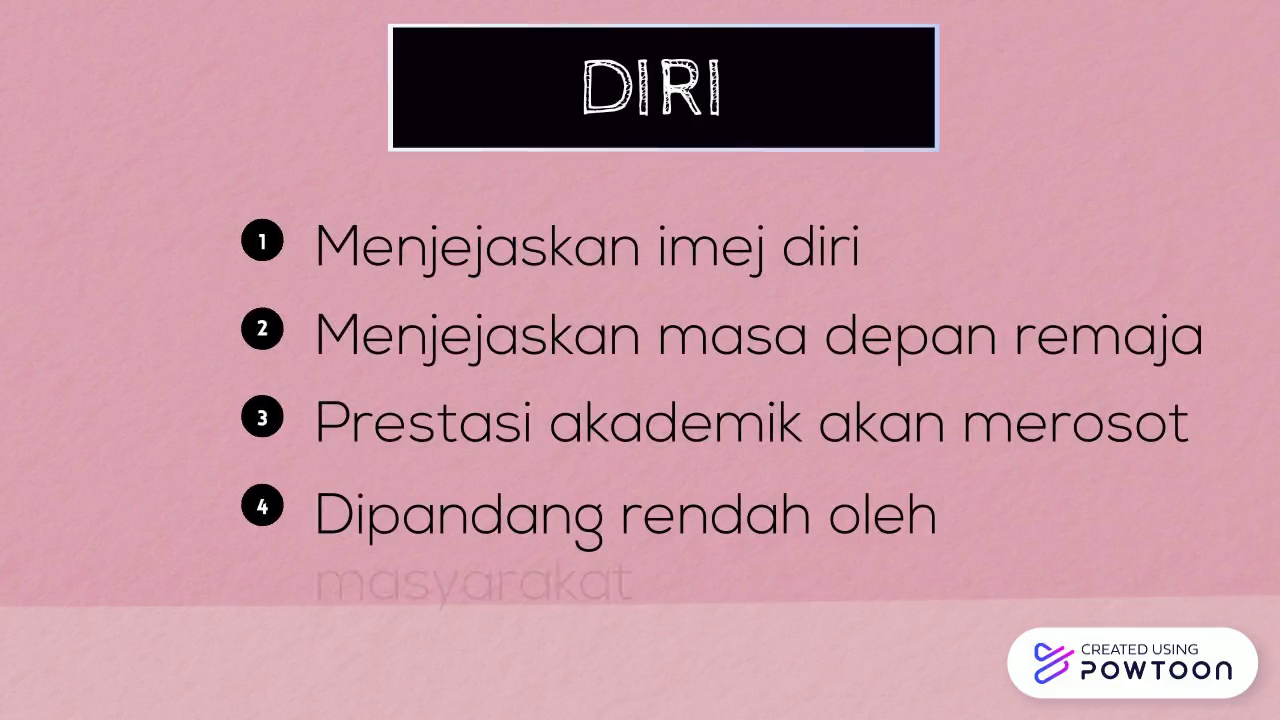 DIRI
1 Menjejaskan imej diri
2 Menjejaskan masa depan remaja
3 Prestasi akademik akan merosot
4 Dipandang rendah oleh
masyarakat
CREATED USING
POWTOON